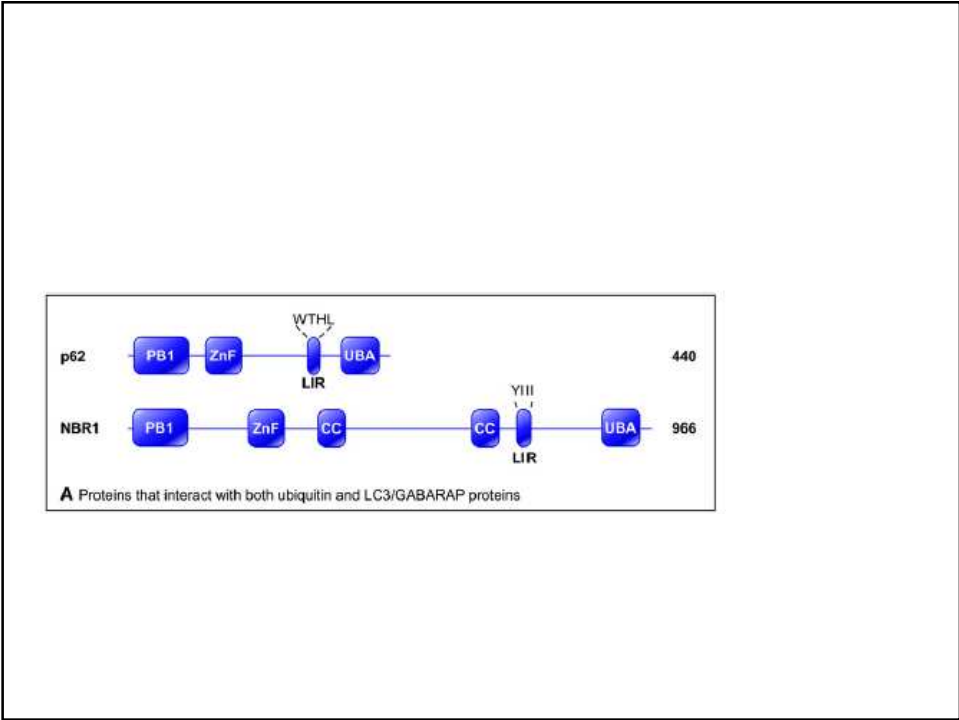 WTHL
p62 PB1 ZnF UBA 440
LIR
YIII
NBR1 PB1 ZnF CC CC UBA 966
LIR
A Proteins that interact with both ubiquitin and LC3/GABARAP proteins